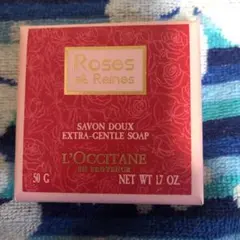 Roses
et Reines
SAVON DOUX
EXTRA-GENTLE SOAP
L'OCCITANE
EN PROVENCE
50 G
NET WT 1.7 OZ.